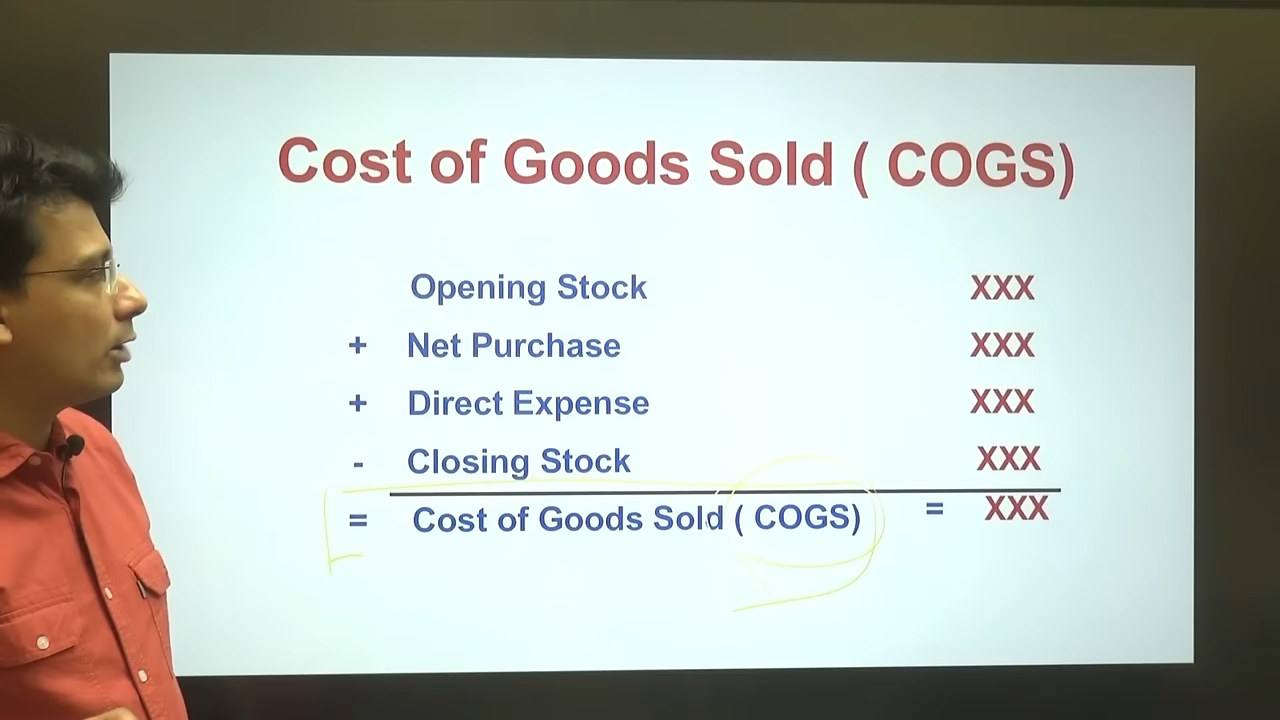 Cost of Goods Sold ( COGS)
Opening Stock XXX
+ Net Purchase XXX
+ Direct Expense XXX
- Closing Stock XXX
= Cost of Goods Sold ( COGS) = XXX